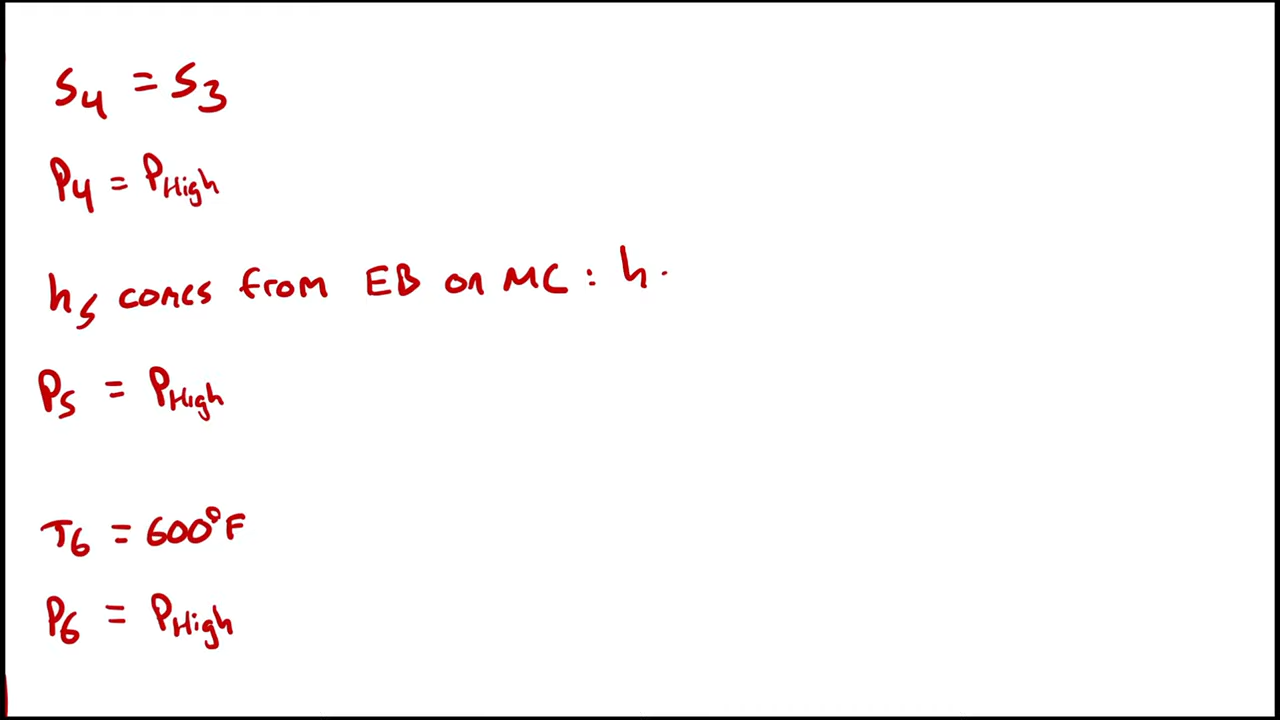 S4 = S3
P4 = PHigh
h5 comes from EB on MC : h.
P5 = PHigh
T6 = 600°F
P6 = PHigh